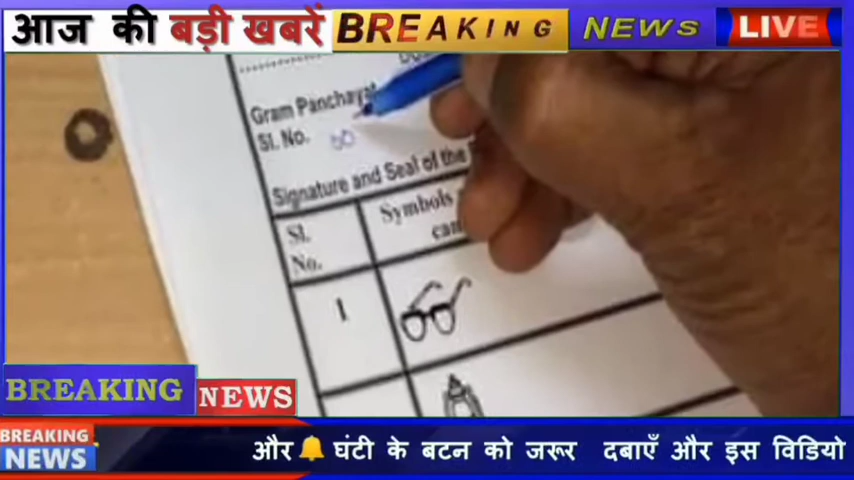 आज की बड़ी खबरें BREAKING NEWS LIVE
Gram Panchayat
Sl. No.
Signature and Seal of the
Sl.
No.
Symbols
1
BREAKING NEWS
BREAKING
NEWS
और घंटी के बटन को जरूर दबाएँ और इस विडियो